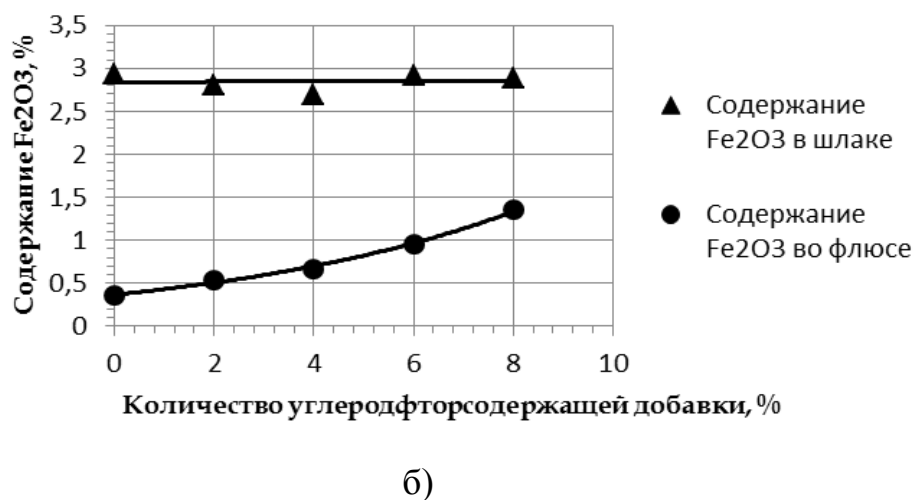 Содержание Fe2O3, %
3,5
3
2,5
2
1,5
1
0,5
0
0 2 4 6 8 10
Количество углеродфторсодержащей добавки, %
Содержание
Fe2O3 в шлаке
Содержание
Fe2O3 во флюсе
б)